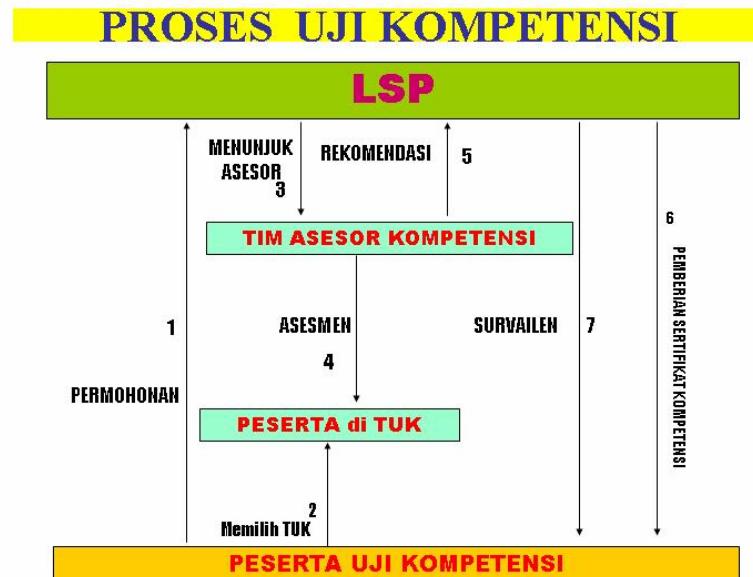 PROSES UJI KOMPETENSI
LSP
MENUNJUK
ASESOR
3
REKOMENDASI
5
TIM ASESOR KOMPETENSI
6
PEMBERIAN SERTIFIKAT KOMPETENSI
1
ASESMEN
4
SURVAILEN
7
PERMOHONAN
PESERTA di TUK
2
Memilih TUK
PESERTA UJI KOMPETENSI